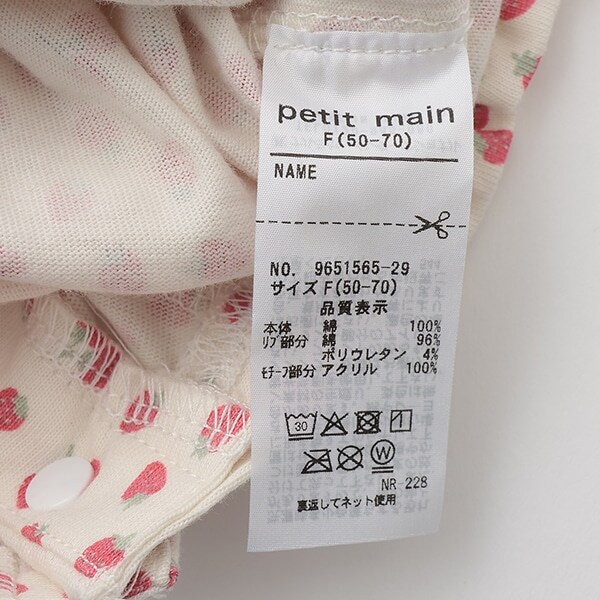 petit main
F(50-70)
NAME
NO. 9651565-29
サイズ F(50-70)
品質表示
本体 綿 100%
リブ部分 綿 96%
ポリウレタン 4%
モチーフ部分 アクリル 100%
30
W
NR-228
裏返してネット使用